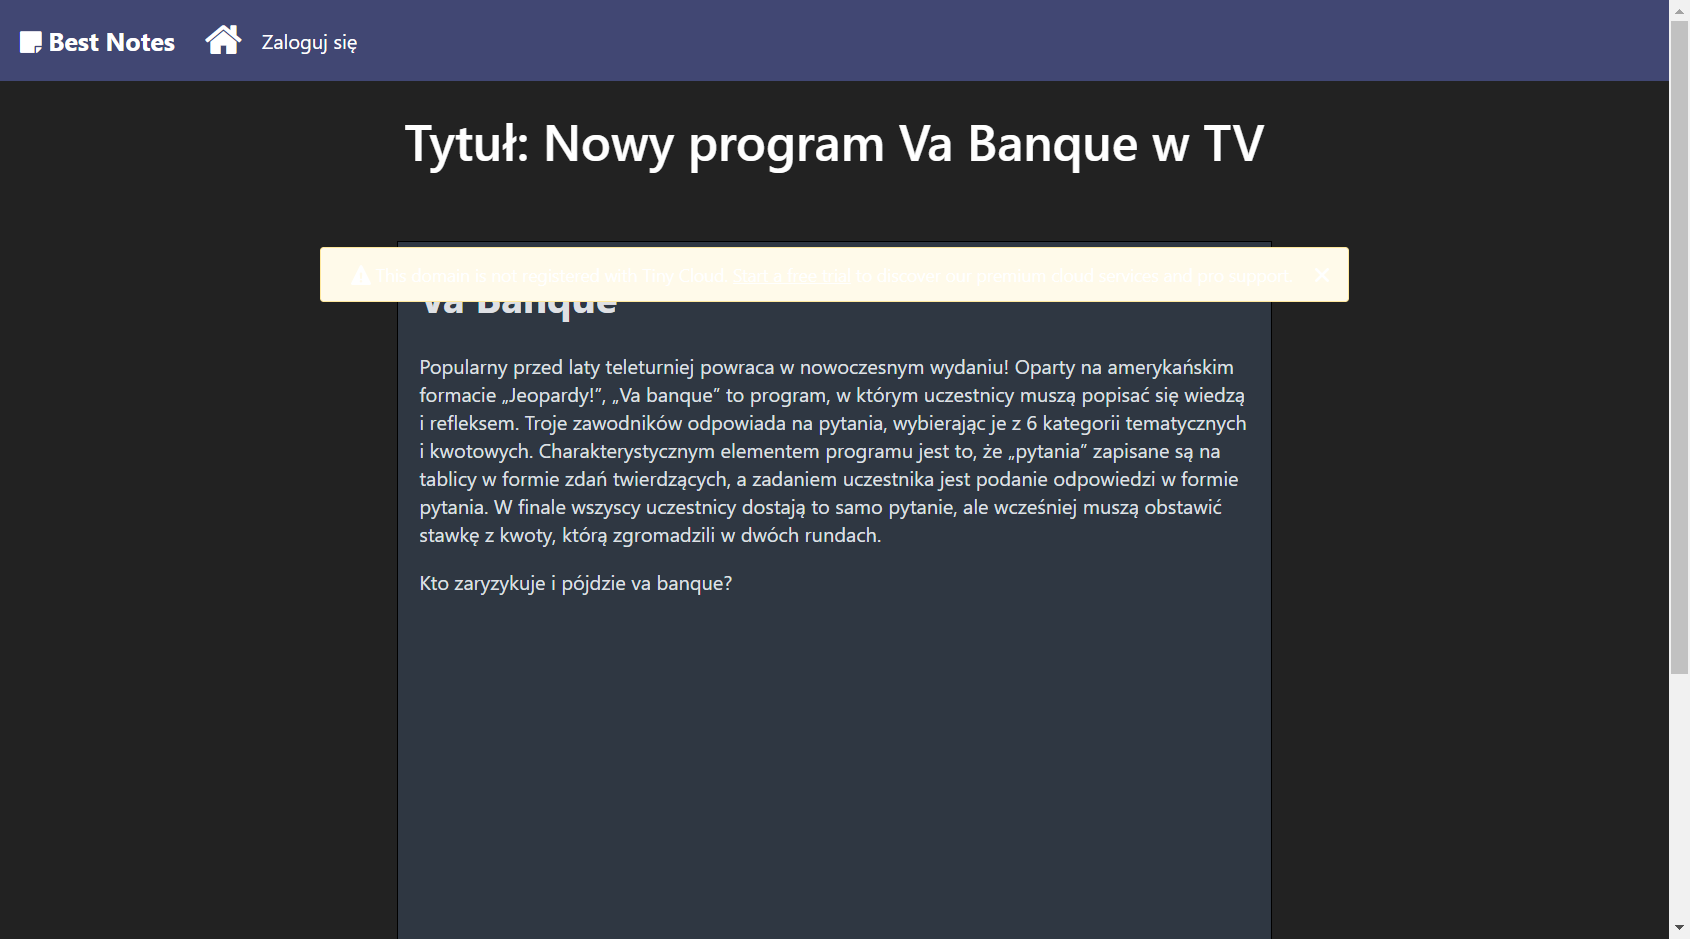 Best Notes
Zaloguj się
Tytuł: Nowy program Va Banque w TV
This domain is not registered with Tiny Cloud. Start a free trial to discover our premium cloud services and pro support.
Va Banque
Popularny przed laty teleturniej powraca w nowoczesnym wydaniu! Oparty na amerykańskim
formacie „Jeopardy!”, „Va banque” to program, w którym uczestnicy muszą popisać się wiedzą
i refleksem. Troje zawodników odpowiada na pytania, wybierając je z 6 kategorii tematycznych
i kwotowych. Charakterystycznym elementem programu jest to, że „pytania” zapisane są na
tablicy w formie zdań twierdzących, a zadaniem uczestnika jest podanie odpowiedzi w formie
pytania. W finale wszyscy uczestnicy dostają to samo pytanie, ale wcześniej muszą obstawić
stawkę z kwoty, którą zgromadzili w dwóch rundach.
Kto zaryzykuje i pójdzie va banque?